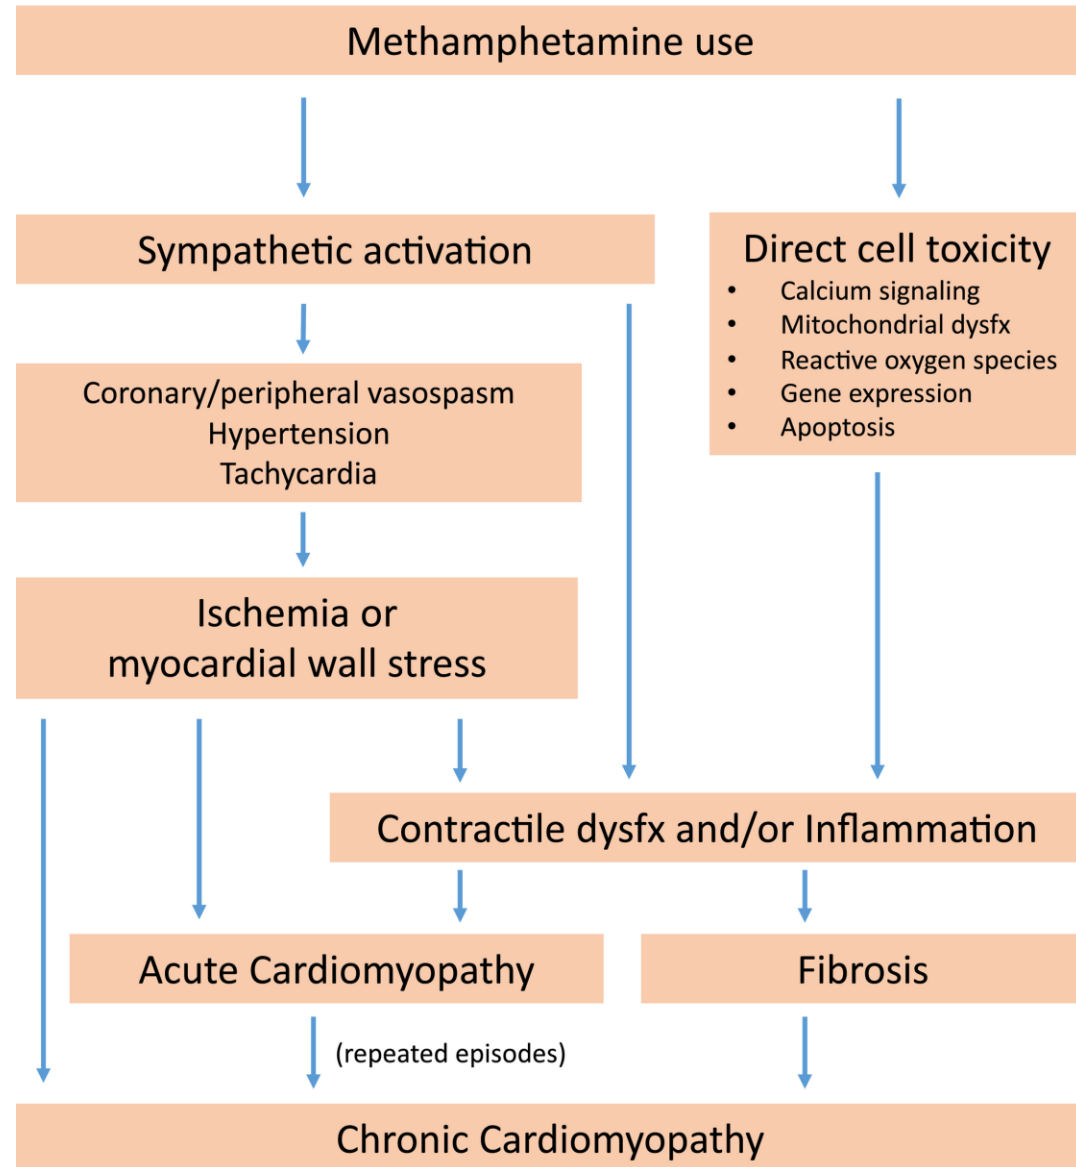 Methamphetamine use
Sympathetic activation
Direct cell toxicity
• Calcium signaling
• Mitochondrial dysfx
• Reactive oxygen species
• Gene expression
• Apoptosis
Coronary/peripheral vasospasm
Hypertension
Tachycardia
Ischemia or
myocardial wall stress
Contractile dysfx and/or Inflammation
Acute Cardiomyopathy
Fibrosis
(repeated episodes)
Chronic Cardiomyopathy